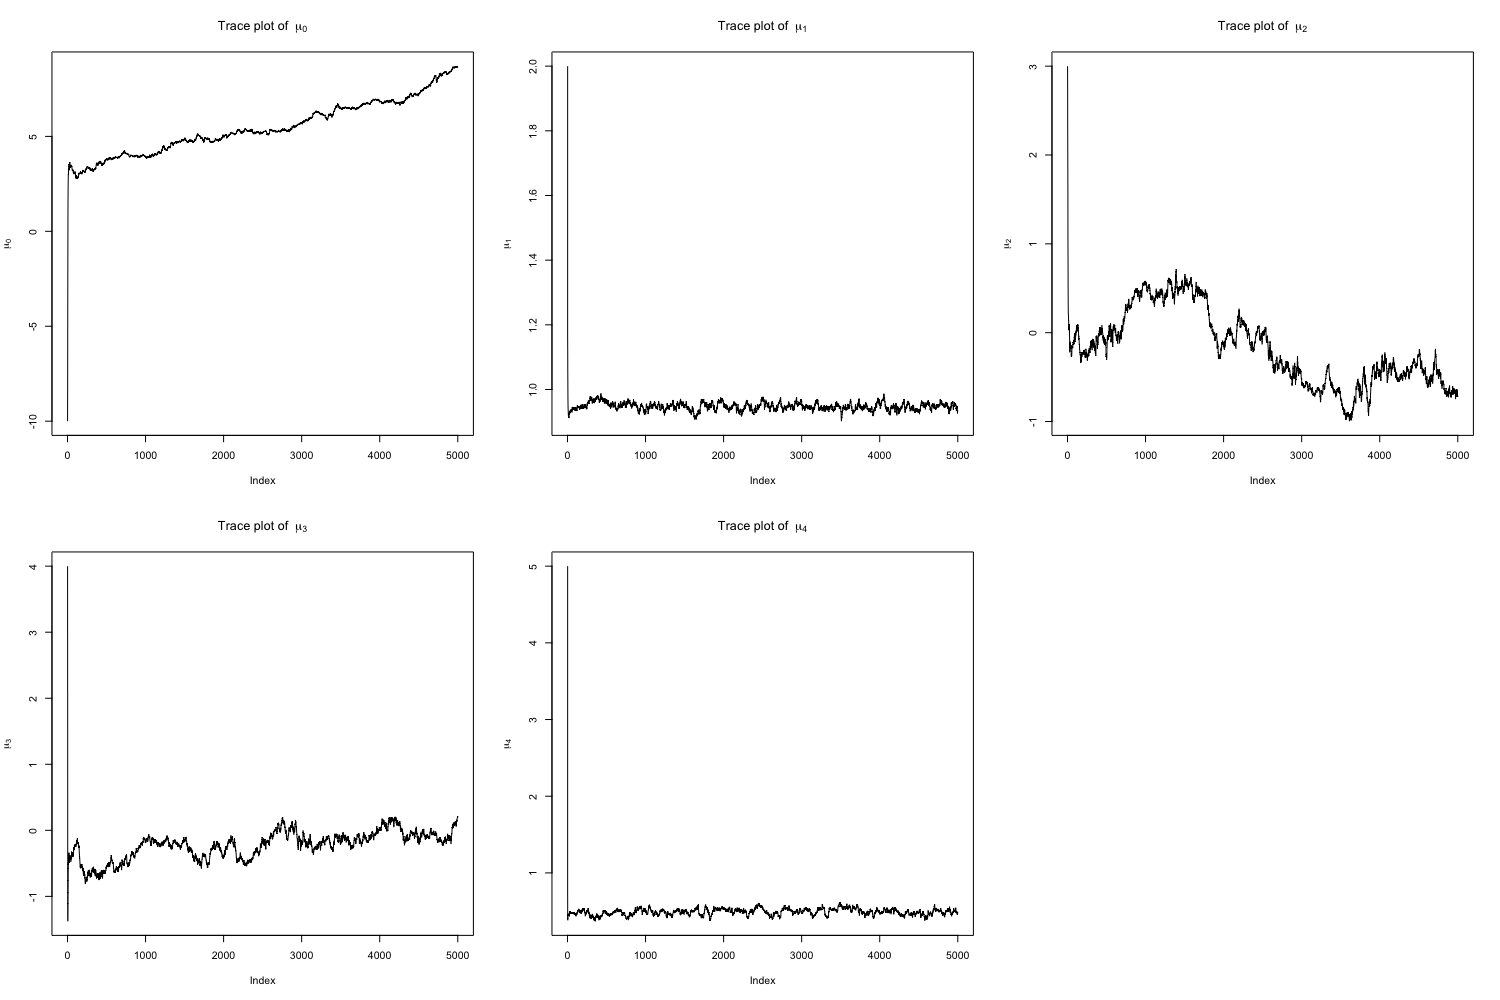 Trace plot of μ0
μ0
5
0
-5
-10
0 1000 2000 3000 4000 5000
Index
Trace plot of μ1
μ1
2.0
1.8
1.6
1.4
1.2
1.0
0 1000 2000 3000 4000 5000
Index
Trace plot of μ2
μ2
3
2
1
0
-1
0 1000 2000 3000 4000 5000
Index
Trace plot of μ3
μ3
4
3
2
1
0
-1
0 1000 2000 3000 4000 5000
Index
Trace plot of μ4
μ4
5
4
3
2
1
0 1000 2000 3000 4000 5000
Index